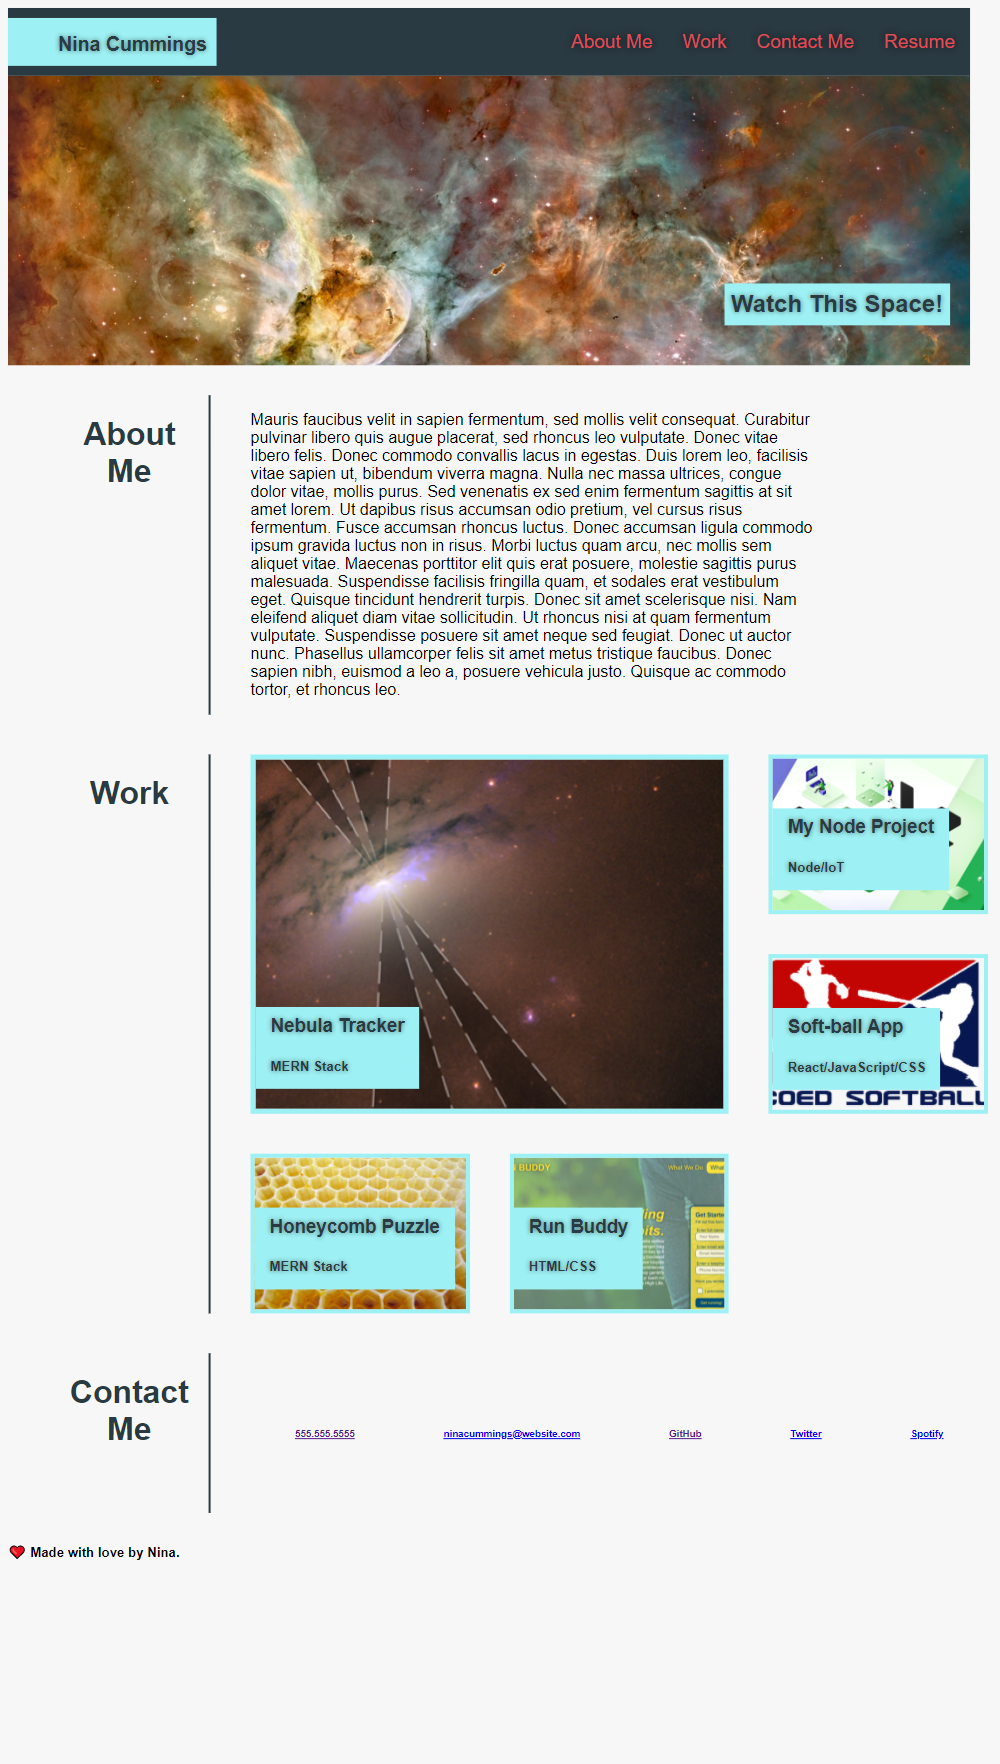 Nina Cummings
About Me
Work
Contact Me
Resume
Watch This Space!
About
Me
Mauris faucibus velit in sapien fermentum, sed mollis velit consequat. Curabitur
pulvinar libero quis augue placerat, sed rhoncus leo vulputate. Donec vitae
libero felis. Donec commodo convallis lacus in egestas. Duis lorem leo, facilisis
vitae sapien ut, bibendum viverra magna. Nulla nec massa ultrices, congue
dolor vitae, mollis purus. Sed venenatis ex sed enim fermentum sagittis at sit
amet lorem. Ut dapibus risus accumsan odio pretium, vel cursus risus
fermentum. Fusce accumsan rhoncus luctus. Donec accumsan ligula commodo
ipsum gravida luctus non in risus. Morbi luctus quam arcu, nec mollis sem
aliquet vitae. Maecenas porttitor elit quis erat posuere, molestie sagittis purus
malesuada. Suspendisse facilisis fringilla quam, et sodales erat vestibulum
eget. Quisque tincidunt hendrerit turpis. Donec sit amet scelerisque nisi. Nam
eleifend aliquet diam vitae sollicitudin. Ut rhoncus nisi at quam fermentum
vulputate. Suspendisse posuere sit amet neque sed feugiat. Donec ut auctor
nunc. Phasellus ullamcorper felis sit amet metus tristique faucibus. Donec
sapien nibh, euismod a leo a, posuere vehicula justo. Quisque ac commodo
tortor, et rhoncus leo.
Work
Nebula Tracker
MERN Stack
My Node Project
Node/IoT
Soft-ball App
React/JavaScript/CSS
COED SOFTBALL
Honeycomb Puzzle
MERN Stack
BUDDY
What We Do
Run Buddy
HTML/CSS
Get Starte
Contact
Me
555.555.5555
ninacummings@website.com
GitHub
Twitter
Spotify
Made with love by Nina.